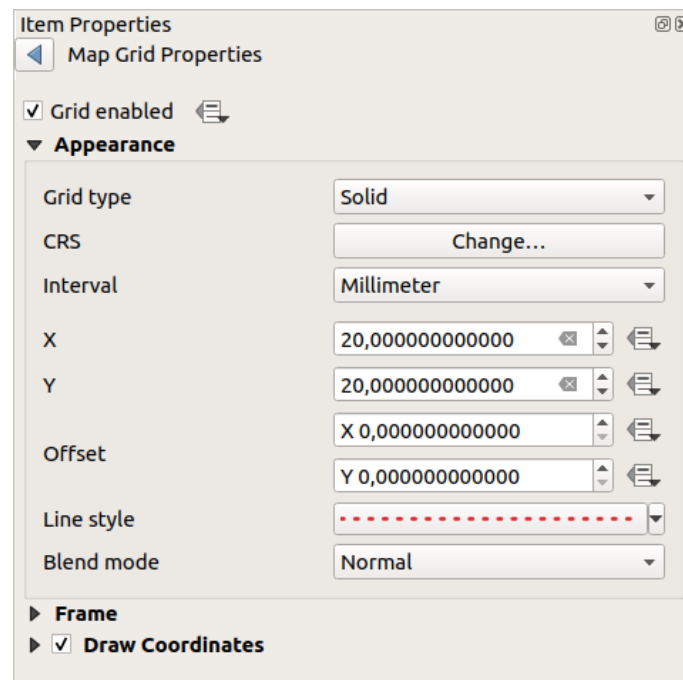 Item Properties
Map Grid Properties
Grid enabled
Appearance
Grid type Solid
CRS Change...
Interval Millimeter
X 20,000000000000
Y 20,000000000000
Offset X 0,000000000000
Y 0,000000000000
Line style
Blend mode Normal
Frame
Draw Coordinates